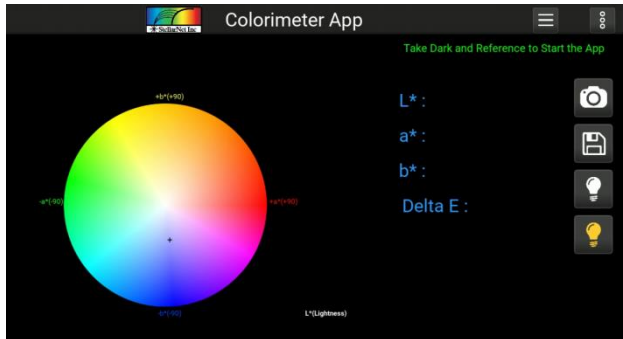 StellarNet Inc
Colorimeter App
Take Dark and Reference to Start the App
+b*(+90)
-a*(-90)
+a*(+90)
-b*(-90)
L*(Lightness)
L* :
a* :
b* :
Delta E :